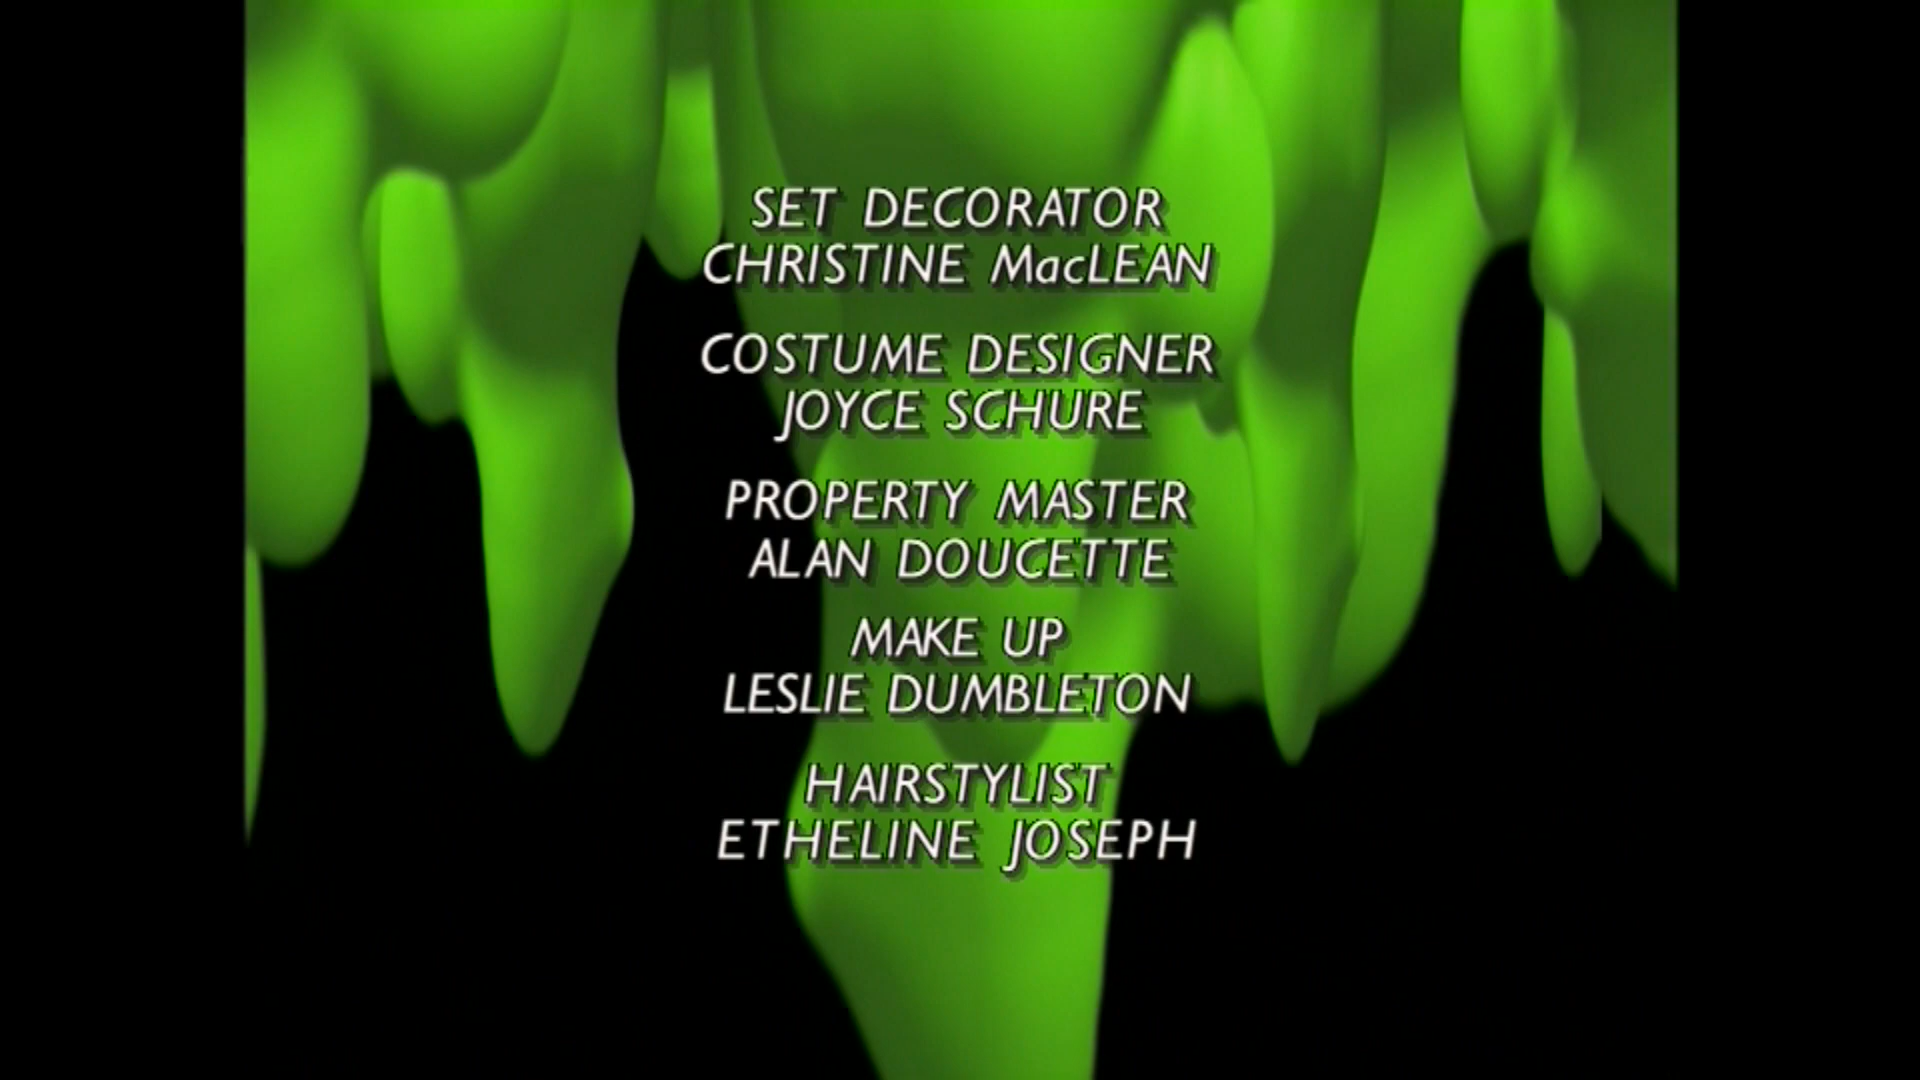 SET DECORATOR
CHRISTINE MacLEAN
COSTUME DESIGNER
JOYCE SCHURE
PROPERTY MASTER
ALAN DOUCETTE
MAKE UP
LESLIE DUMBLETON
HAIRSTYLIST
ETHELINE JOSEPH